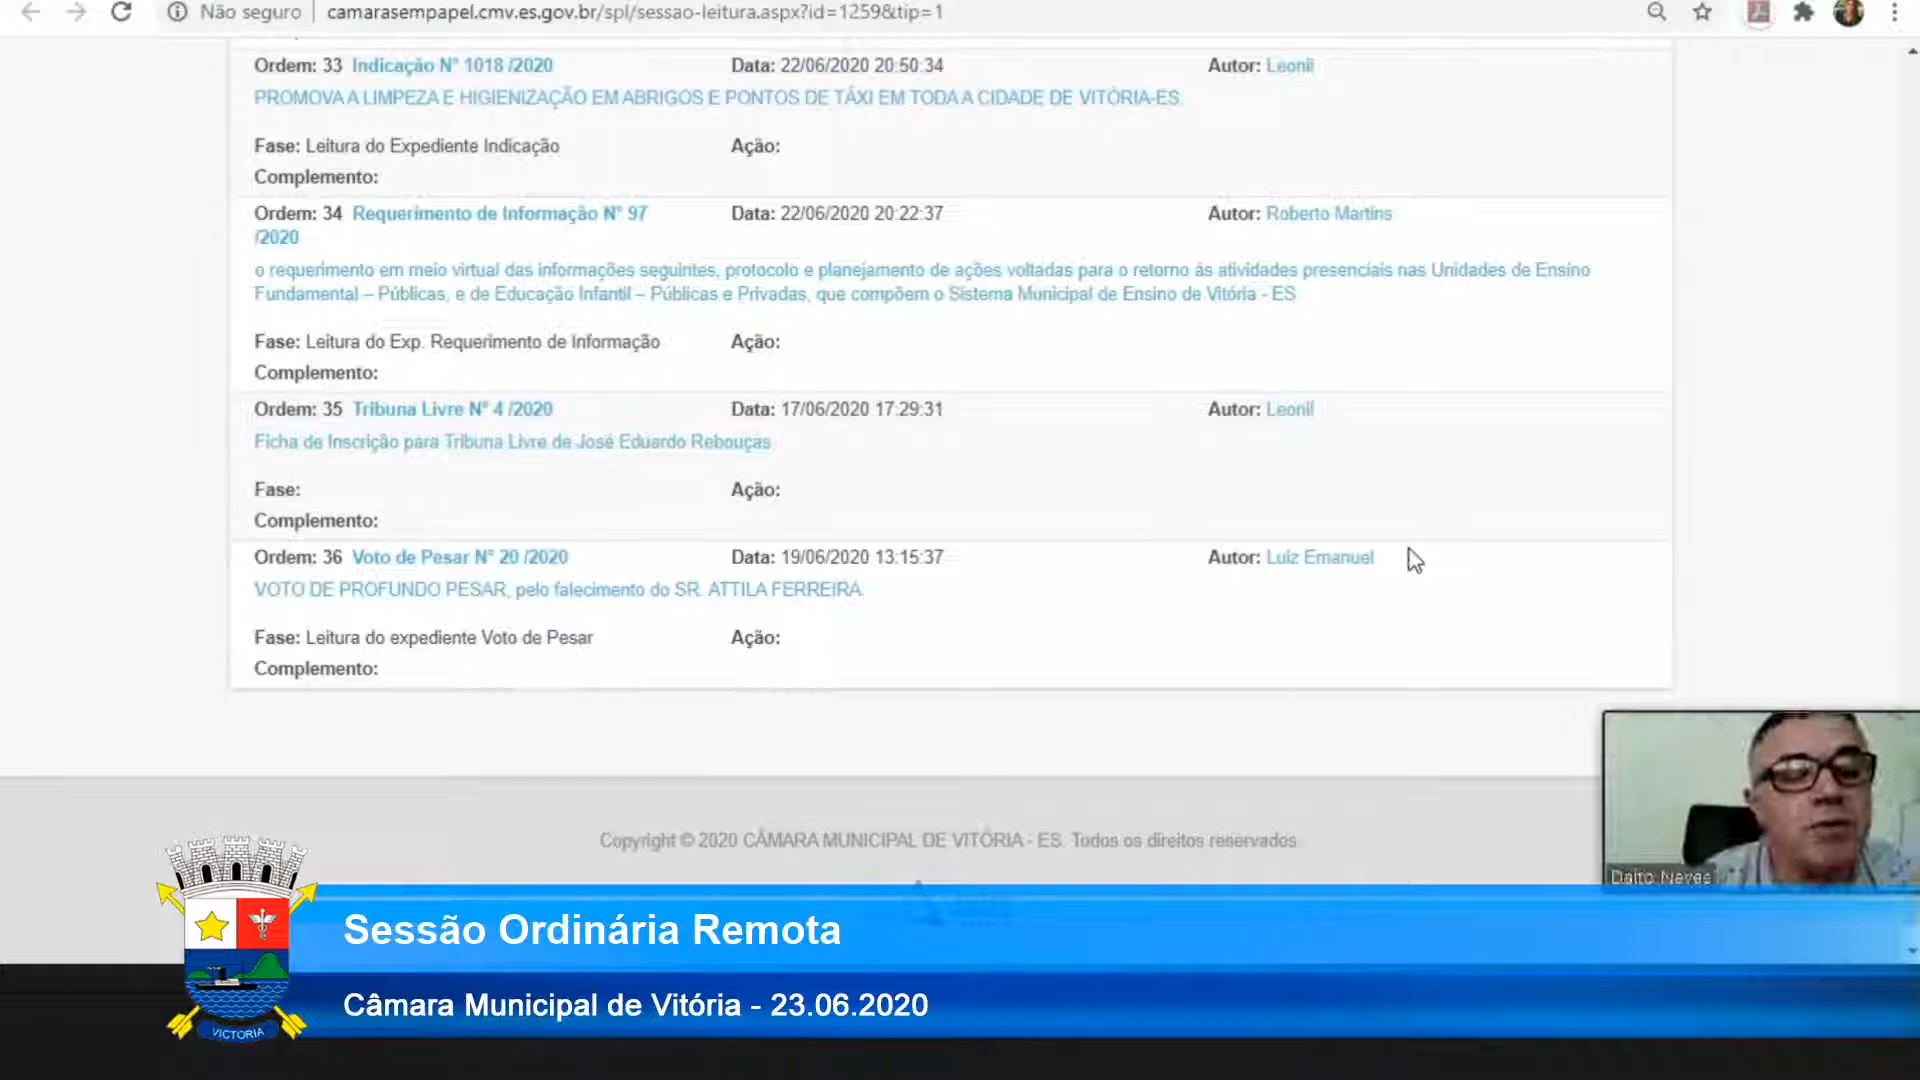 Não seguro | camarasempapel.cmv.es.gov.br/spl/sessao-leitura.aspx?id=1259&tip=1
Ordem: 33 Indicação N° 1018 /2020 Data: 22/06/2020 20:50:34 Autor: Leonil
PROMOVA A LIMPEZA E HIGIENIZAÇÃO EM ABRIGOS E PONTOS DE TÁXI EM TODA A CIDADE DE VITÓRIA-ES.
Fase: Leitura do Expediente Indicação Ação:
Complemento:
Ordem: 34 Requerimento de Informação N° 97 Data: 22/06/2020 20:22:37 Autor: Roberto Martins
/2020
o requerimento em meio virtual das informações seguintes, protocolo e planejamento de ações voltadas para o retorno às atividades presenciais nas Unidades de Ensino
Fundamental – Públicas, e de Educação Infantil – Públicas e Privadas, que compõem o Sistema Municipal de Ensino de Vitória - ES
Fase: Leitura do Exp. Requerimento de Informação Ação:
Complemento:
Ordem: 35 Tribuna Livre N° 4 /2020 Data: 17/06/2020 17:29:31 Autor: Leonil
Ficha de Inscrição para Tribuna Livre de José Eduardo Rebouças
Fase: Ação:
Complemento:
Ordem: 36 Voto de Pesar N° 20 /2020 Data: 19/06/2020 13:15:37 Autor: Luiz Emanuel
VOTO DE PROFUNDO PESAR, pelo falecimento do SR. ATTILA FERREIRA.
Fase: Leitura do expediente Voto de Pesar Ação:
Complemento:
Copyright © 2020 CÂMARA MUNICIPAL DE VITÓRIA - ES. Todos os direitos reservados.
Dalto Neves
Sessão Ordinária Remota
Câmara Municipal de Vitória - 23.06.2020
VICTORIA